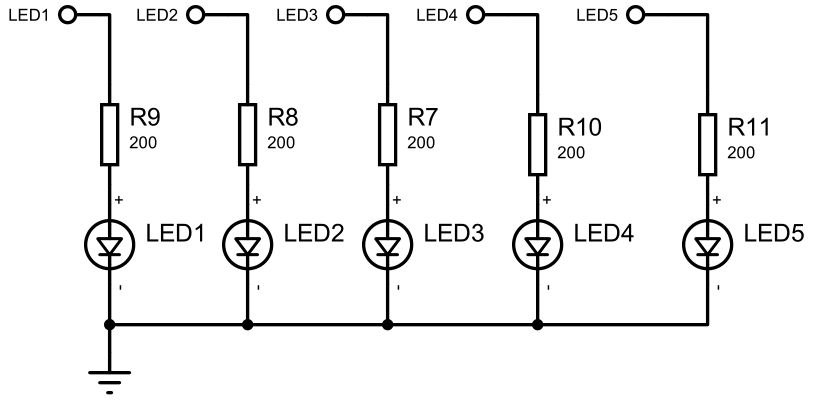 LED1
LED2
LED3
LED4
LED5
R9
200
R8
200
R7
200
R10
200
R11
200
+
+
+
+
+
LED1
LED2
LED3
LED4
LED5
-
-
-
-
-